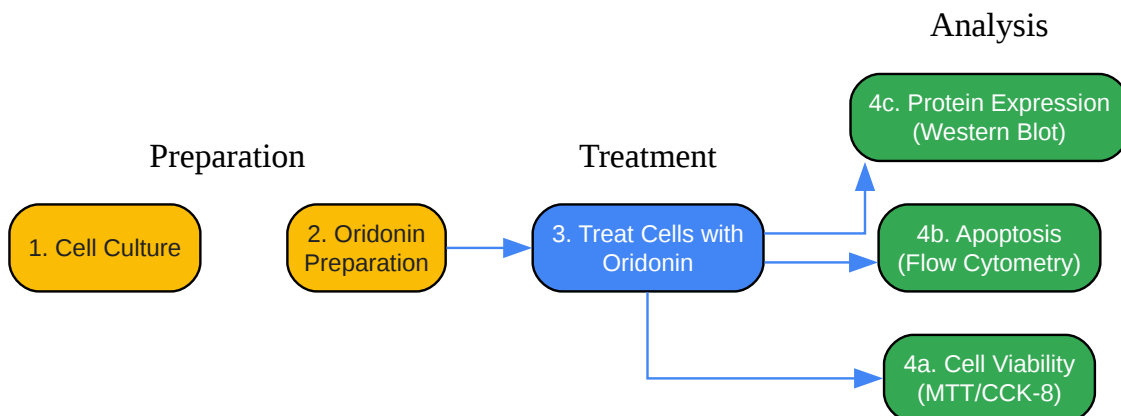 Analysis
4c. Protein Expression
(Western Blot)
Preparation
Treatment
1. Cell Culture
2. Oridonin
Preparation
3. Treat Cells with
Oridonin
4b. Apoptosis
(Flow Cytometry)
4a. Cell Viability
(MTT/CCK-8)